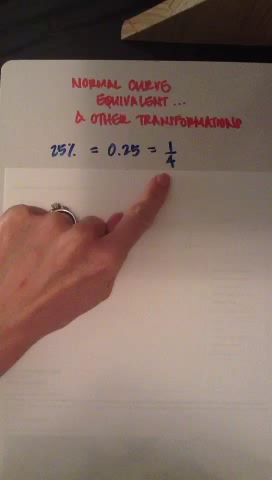 NORMAL CURVE
EQUIVALENT...
& OTHER TRANSFORMATIONS
25% = 0.25 = 1/4